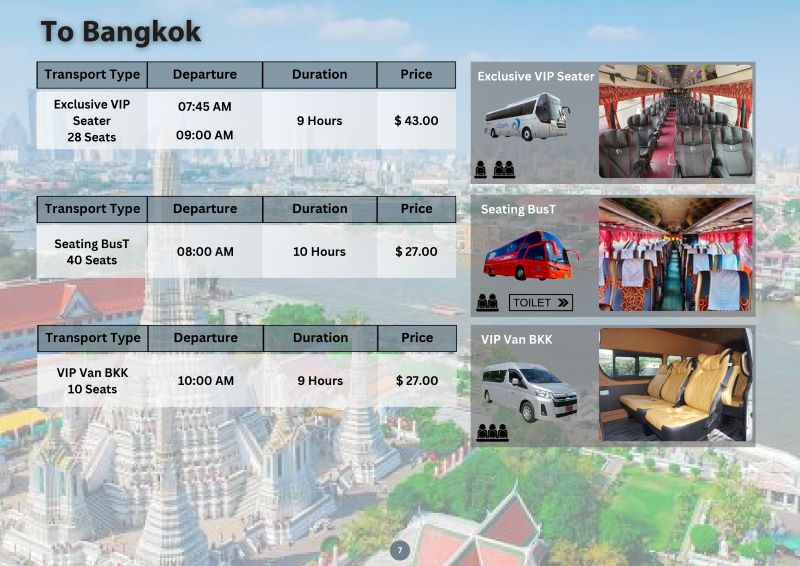 To Bangkok
Transport Type Departure Duration Price
Exclusive VIP
Seater
28 Seats
07:45 AM
09:00 AM
9 Hours
$ 43.00
Exclusive VIP Seater
Transport Type Departure Duration Price
Seating BusT
40 Seats
08:00 AM
10 Hours
$ 27.00
Seating BusT
TOILET
Transport Type Departure Duration Price
VIP Van BKK
10 Seats
10:00 AM
9 Hours
$ 27.00
VIP Van BKK
7